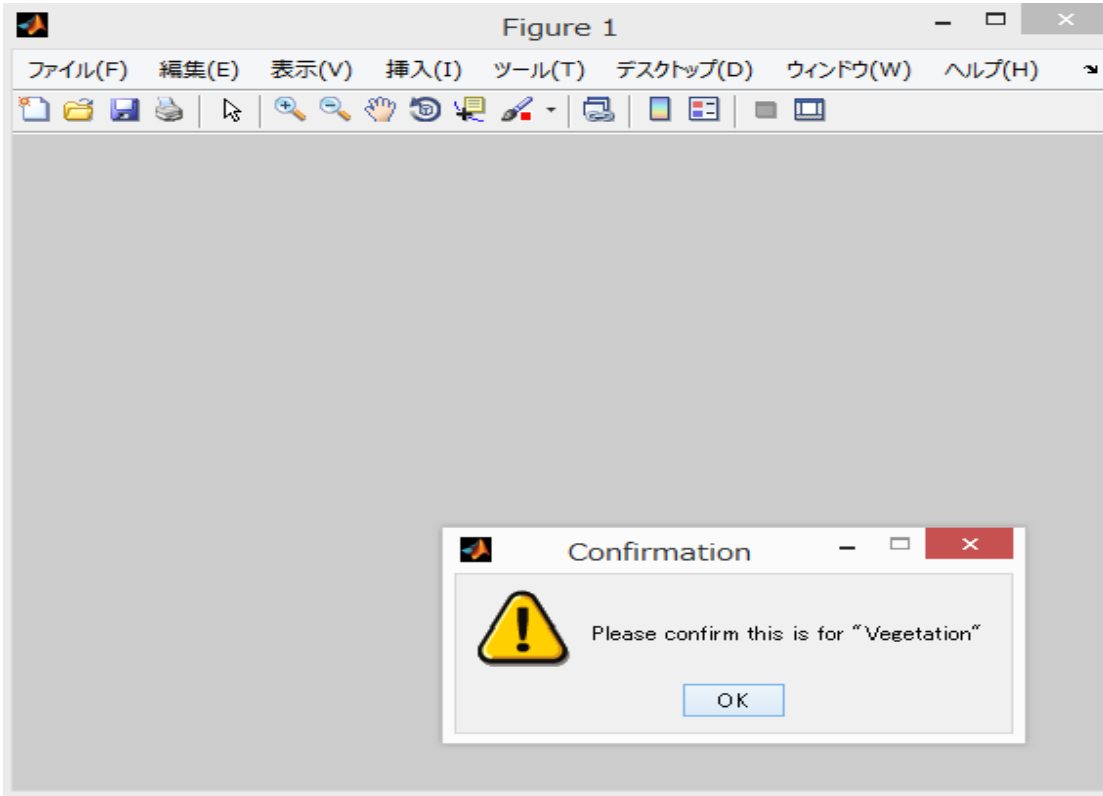 Figure 1
ファイル(F) 編集(E) 表示(V) 挿入(I) ツール(T) デスクトップ(D) ウィンドウ(W) ヘルプ(H)
Confirmation
Please confirm this is for "Vegetation"
OK